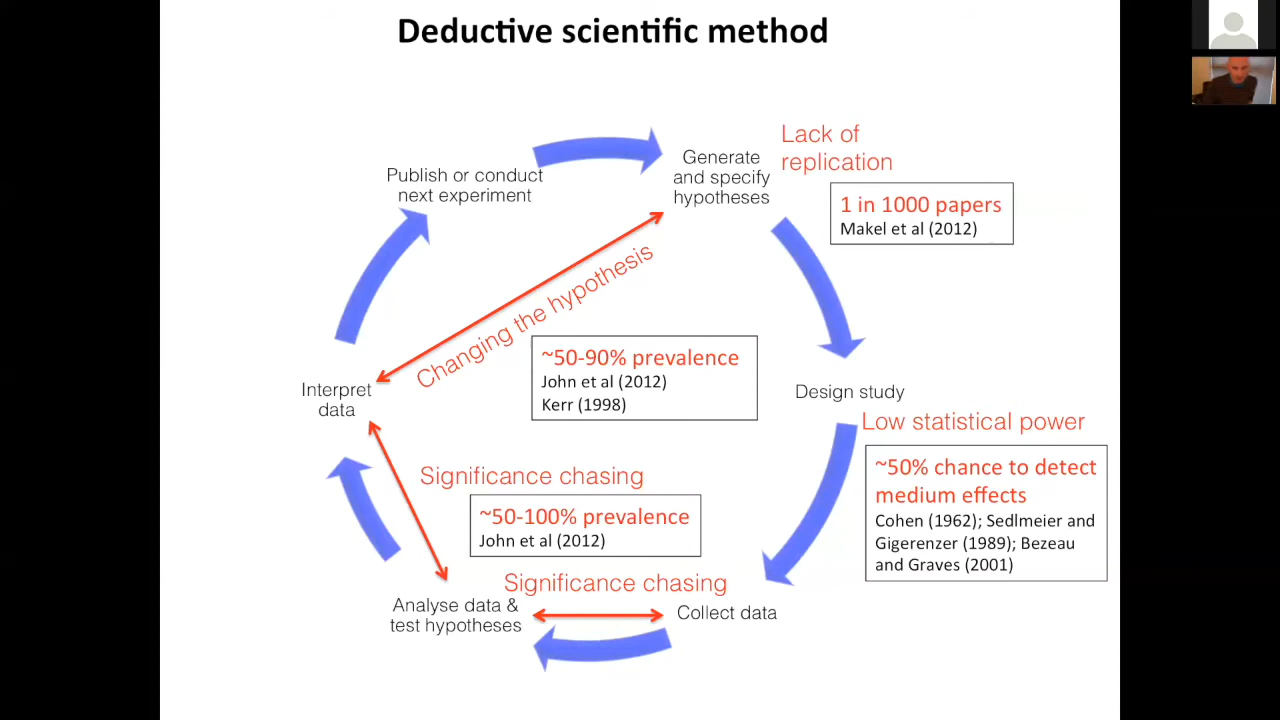 Deductive scientific method
Lack of
replication
Generate
and specify
hypotheses
Publish or conduct
next experiment
1 in 1000 papers
Makel et al (2012)
Changing the hypothesis
~50-90% prevalence
John et al (2012)
Kerr (1998)
Interpret
data
Design study
Low statistical power
~50% chance to detect
medium effects
Cohen (1962); Sedlmeier and
Gigerenzer (1989); Bezeau
and Graves (2001)
Significance chasing
~50-100% prevalence
John et al (2012)
Significance chasing
Analyse data &
test hypotheses
Collect data